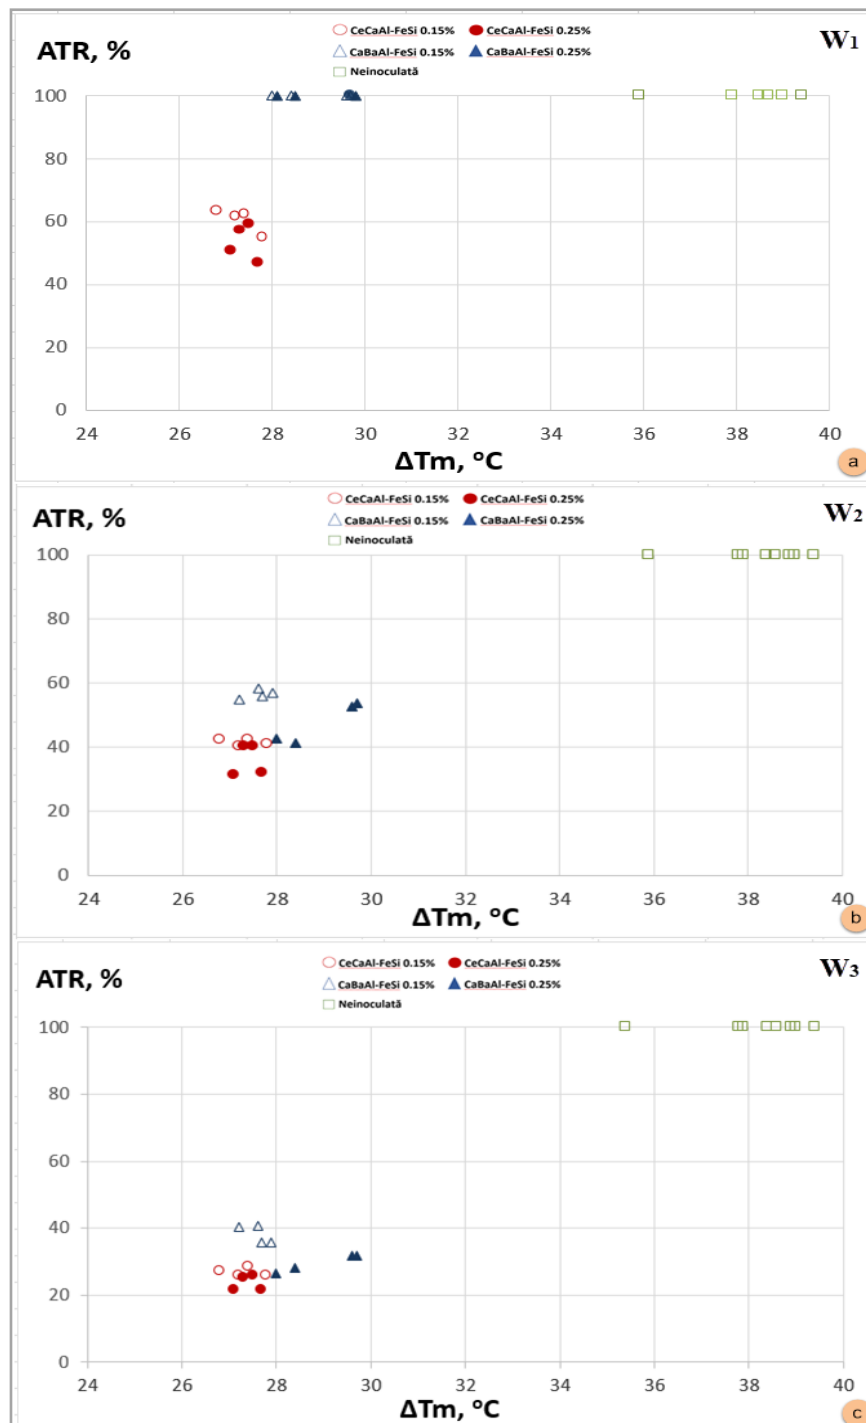 ○ CeCaAl-FeSi 0.15% ● CeCaAl-FeSi 0.25% W₁
ATR, % △ CaBaAl-FeSi 0.15% ▲ CaBaAl-FeSi 0.25%
□ Neinoculată
100
80
60
40
20
0
24 26 28 30 32 34 36 38 40
ΔTm, °C
a
○ CeCaAl-FeSi 0.15% ● CeCaAl-FeSi 0.25% W₂
ATR, % △ CaBaAl-FeSi 0.15% ▲ CaBaAl-FeSi 0.25%
□ Neinoculată
100
80
60
40
20
0
24 26 28 30 32 34 36 38 40
ΔTm, °C
b
○ CeCaAl-FeSi 0.15% ● CeCaAl-FeSi 0.25% W₃
ATR, % △ CaBaAl-FeSi 0.15% ▲ CaBaAl-FeSi 0.25%
□ Neinoculată
100
80
60
40
20
0
24 26 28 30 32 34 36 38 40
ΔTm, °C
c